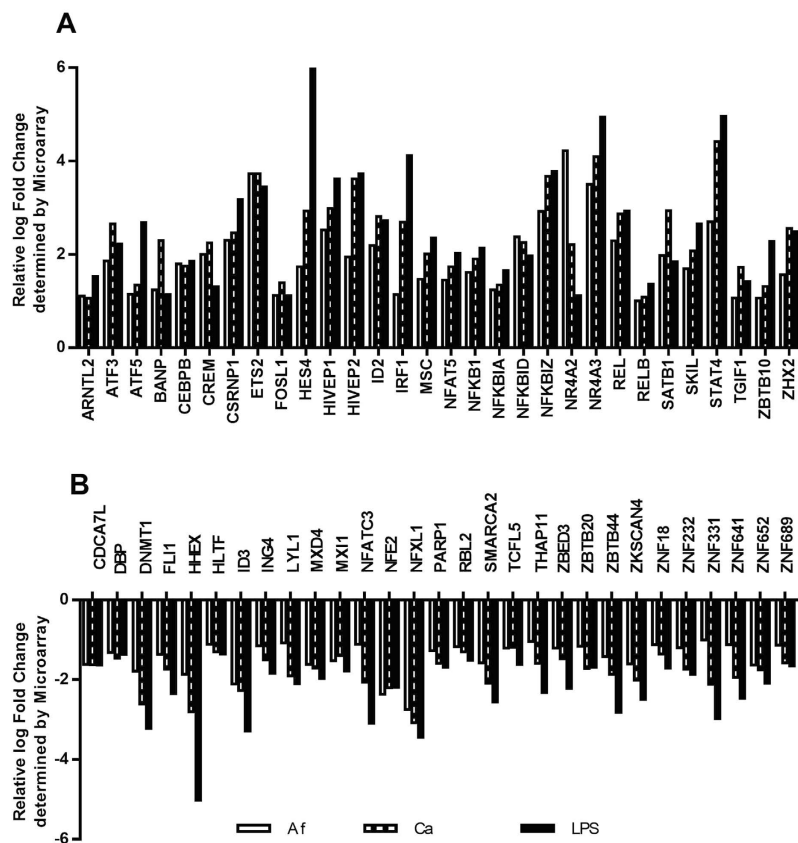 A
Relative log Fold Change
determined by Microarray
6
4
2
0
ARNTL2
ATF3
ATF5
BANP
CEBPB
CREM
CSRNP1
ETS2
FOSL1
HES4
HIVEP1
HIVEP2
ID2
IRF1
MSC
NFAT5
NFKB1
NFKBIA
NFKBID
NFKBIZ
NR4A2
NR4A3
REL
RELB
SATB1
SKIL
STAT4
TGIF1
ZBTB10
ZHX2
B
CDCA7L
DBP
DNMT1
FLI1
HHEX
HLTF
ID3
ING4
LYL1
MXD4
MXI1
NFATC3
NFE2
NFXL1
PARP1
RBL2
SMARCA2
TCFL5
THAP11
ZBED3
ZBTB20
ZBTB44
ZKSCAN4
ZNF18
ZNF232
ZNF331
ZNF641
ZNF652
ZNF689
Relative log Fold Change
determined by Microarray
0
-2
-4
-6
Af
Ca
LPS